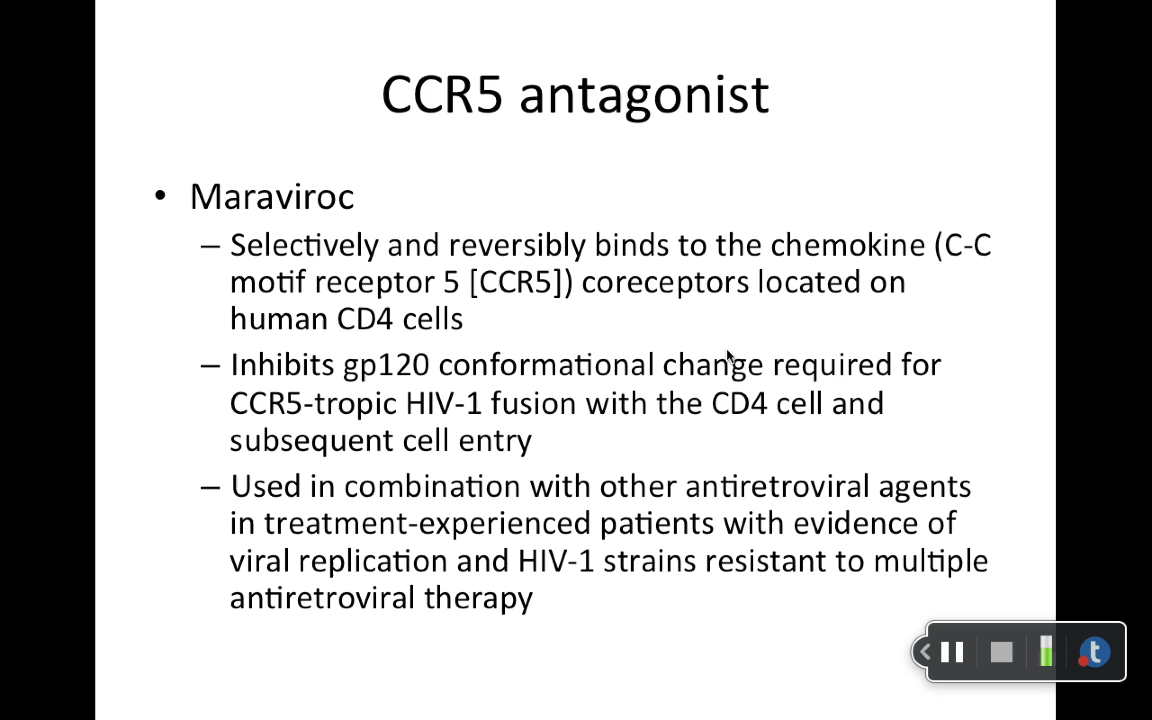 CCR5 antagonist
• Maraviroc
– Selectively and reversibly binds to the chemokine (C-C
motif receptor 5 [CCR5]) coreceptors located on
human CD4 cells
– Inhibits gp120 conformational change required for
CCR5-tropic HIV-1 fusion with the CD4 cell and
subsequent cell entry
– Used in combination with other antiretroviral agents
in treatment-experienced patients with evidence of
viral replication and HIV-1 strains resistant to multiple
antiretroviral therapy
t